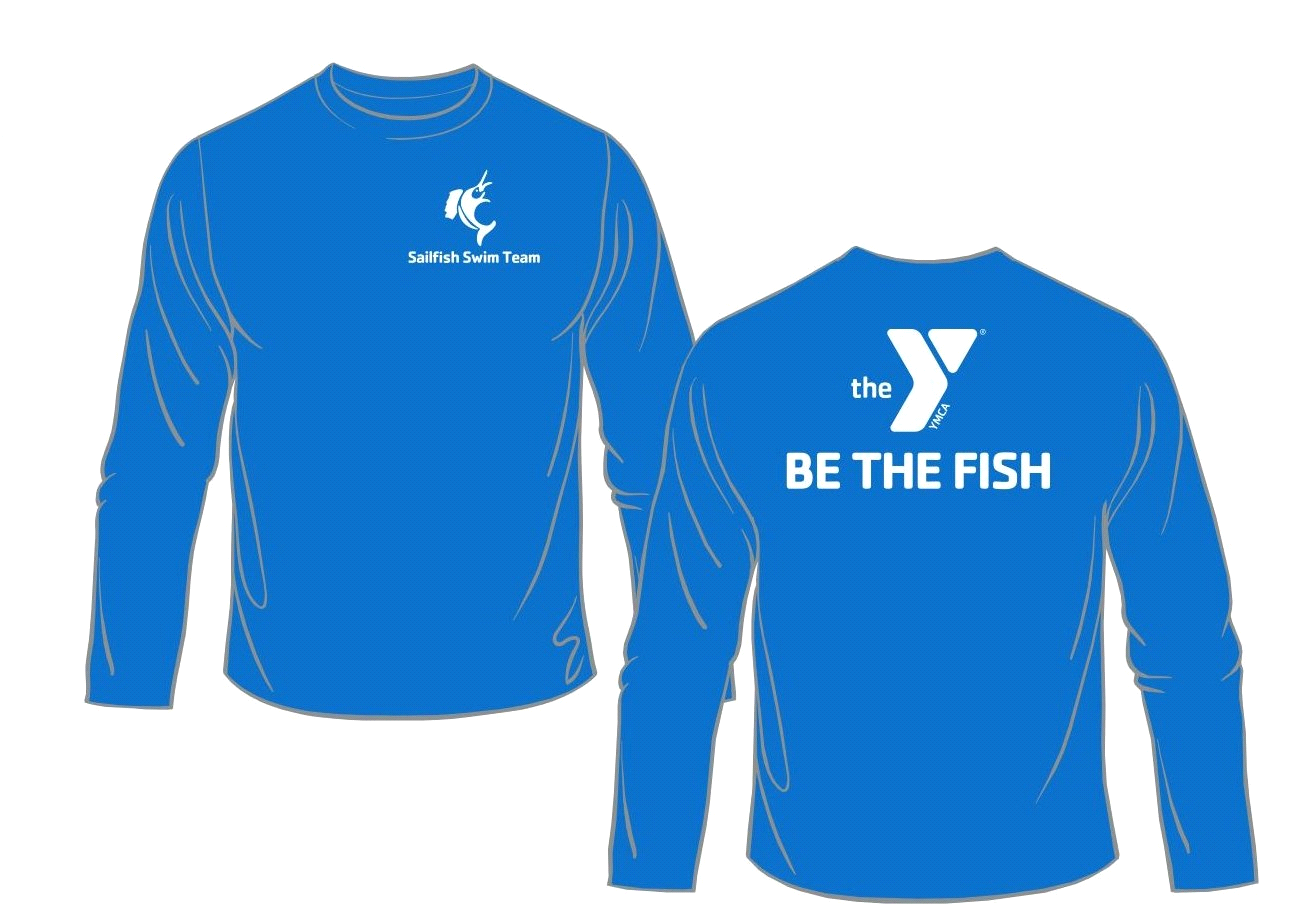 Sailfish Swim Team
the
YMCA
®
BE THE FISH